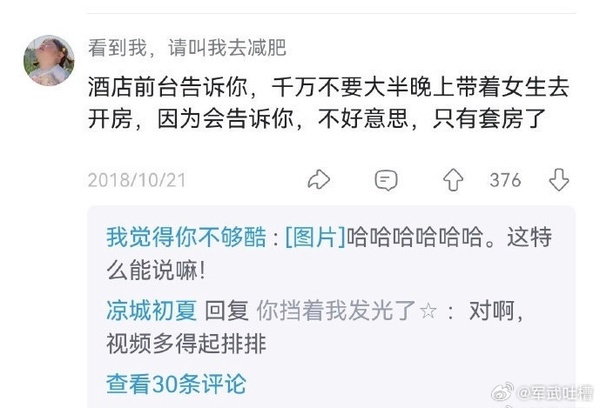 看到我，请叫我去减肥
酒店前台告诉你，千万不要大半晚上带着女生去
开房，因为会告诉你，不好意思，只有套房了
2018/10/21
376
我觉得你不够酷：[图片]哈哈哈哈哈哈。这特
么能说嘛！
凉城初夏 回复 你挡着我发光了☆：对啊，
视频多得起排排
查看30条评论
@军武吐槽